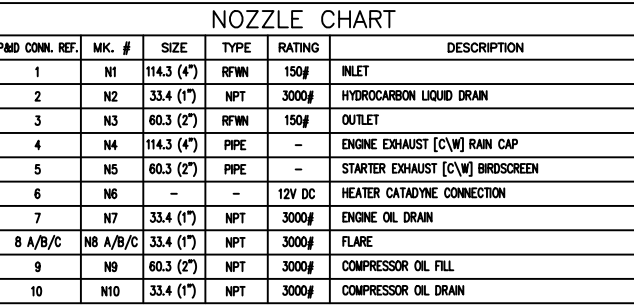 NOZZLE CHART
P&ID CONN. REF. MK. # SIZE TYPE RATING DESCRIPTION
1 N1 114.3 (4") RFWN 150# INLET
2 N2 33.4 (1") NPT 3000# HYDROCARBON LIQUID DRAIN
3 N3 60.3 (2") RFWN 150# OUTLET
4 N4 114.3 (4") PIPE - ENGINE EXHAUST [C\W] RAIN CAP
5 N5 60.3 (2") PIPE - STARTER EXHAUST [C\W] BIRDSCREEN
6 N6 - - 12V DC HEATER CATADYNE CONNECTION
7 N7 33.4 (1") NPT 3000# ENGINE OIL DRAIN
8 A/B/C N8 A/B/C 33.4 (1") NPT 3000# FLARE
9 N9 60.3 (2") NPT 3000# COMPRESSOR OIL FILL
10 N10 33.4 (1") NPT 3000# COMPRESSOR OIL DRAIN